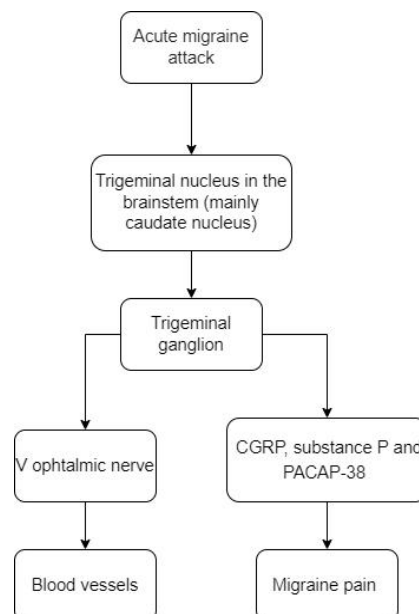 Acute migraine
attack
Trigeminal nucleus in the
brainstem (mainly
caudate nucleus)
Trigeminal
ganglion
V ophtalmic nerve
CGRP, substance P and
PACAP-38
Blood vessels
Migraine pain